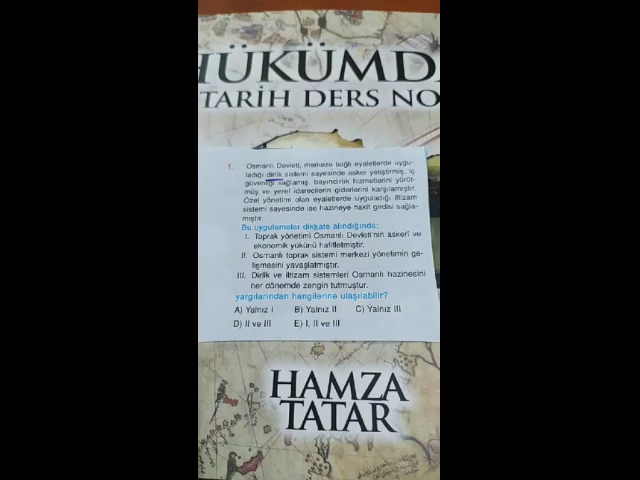 HÜKÜMDA
TARİH DERS NO
1. Osmanlı Devleti, merkeze bağlı eyaletlerde uygu-
ladığı dirlik sistemi sayesinde asker yetiştirmiş, iç
güvenliği sağlamış, bayındırlık hizmetlerini yürüt-
müş ve yerel idarecilerin giderlerini karşılamıştır.
Özel yönetimi olan eyaletlerde uyguladığı iltizam
sistemi sayesinde ise hazineye nakit girdisi sağla-
mıştır.
Bu uygulamalar dikkate alındığında;
I. Toprak yönetimi Osmanlı Devleti'nin askerî ve
ekonomik yükünü hafifletmiştir.
II. Osmanlı toprak sistemi merkezi yönetimin ge-
lişmesini yavaşlatmıştır.
III. Dirlik ve iltizam sistemleri Osmanlı hazinesini
her dönemde zengin tutmuştur.
yargılarından hangilerine ulaşılabilir?
A) Yalnız I B) Yalnız II C) Yalnız III
D) II ve III E) I, II ve III
HAMZA
TATAR